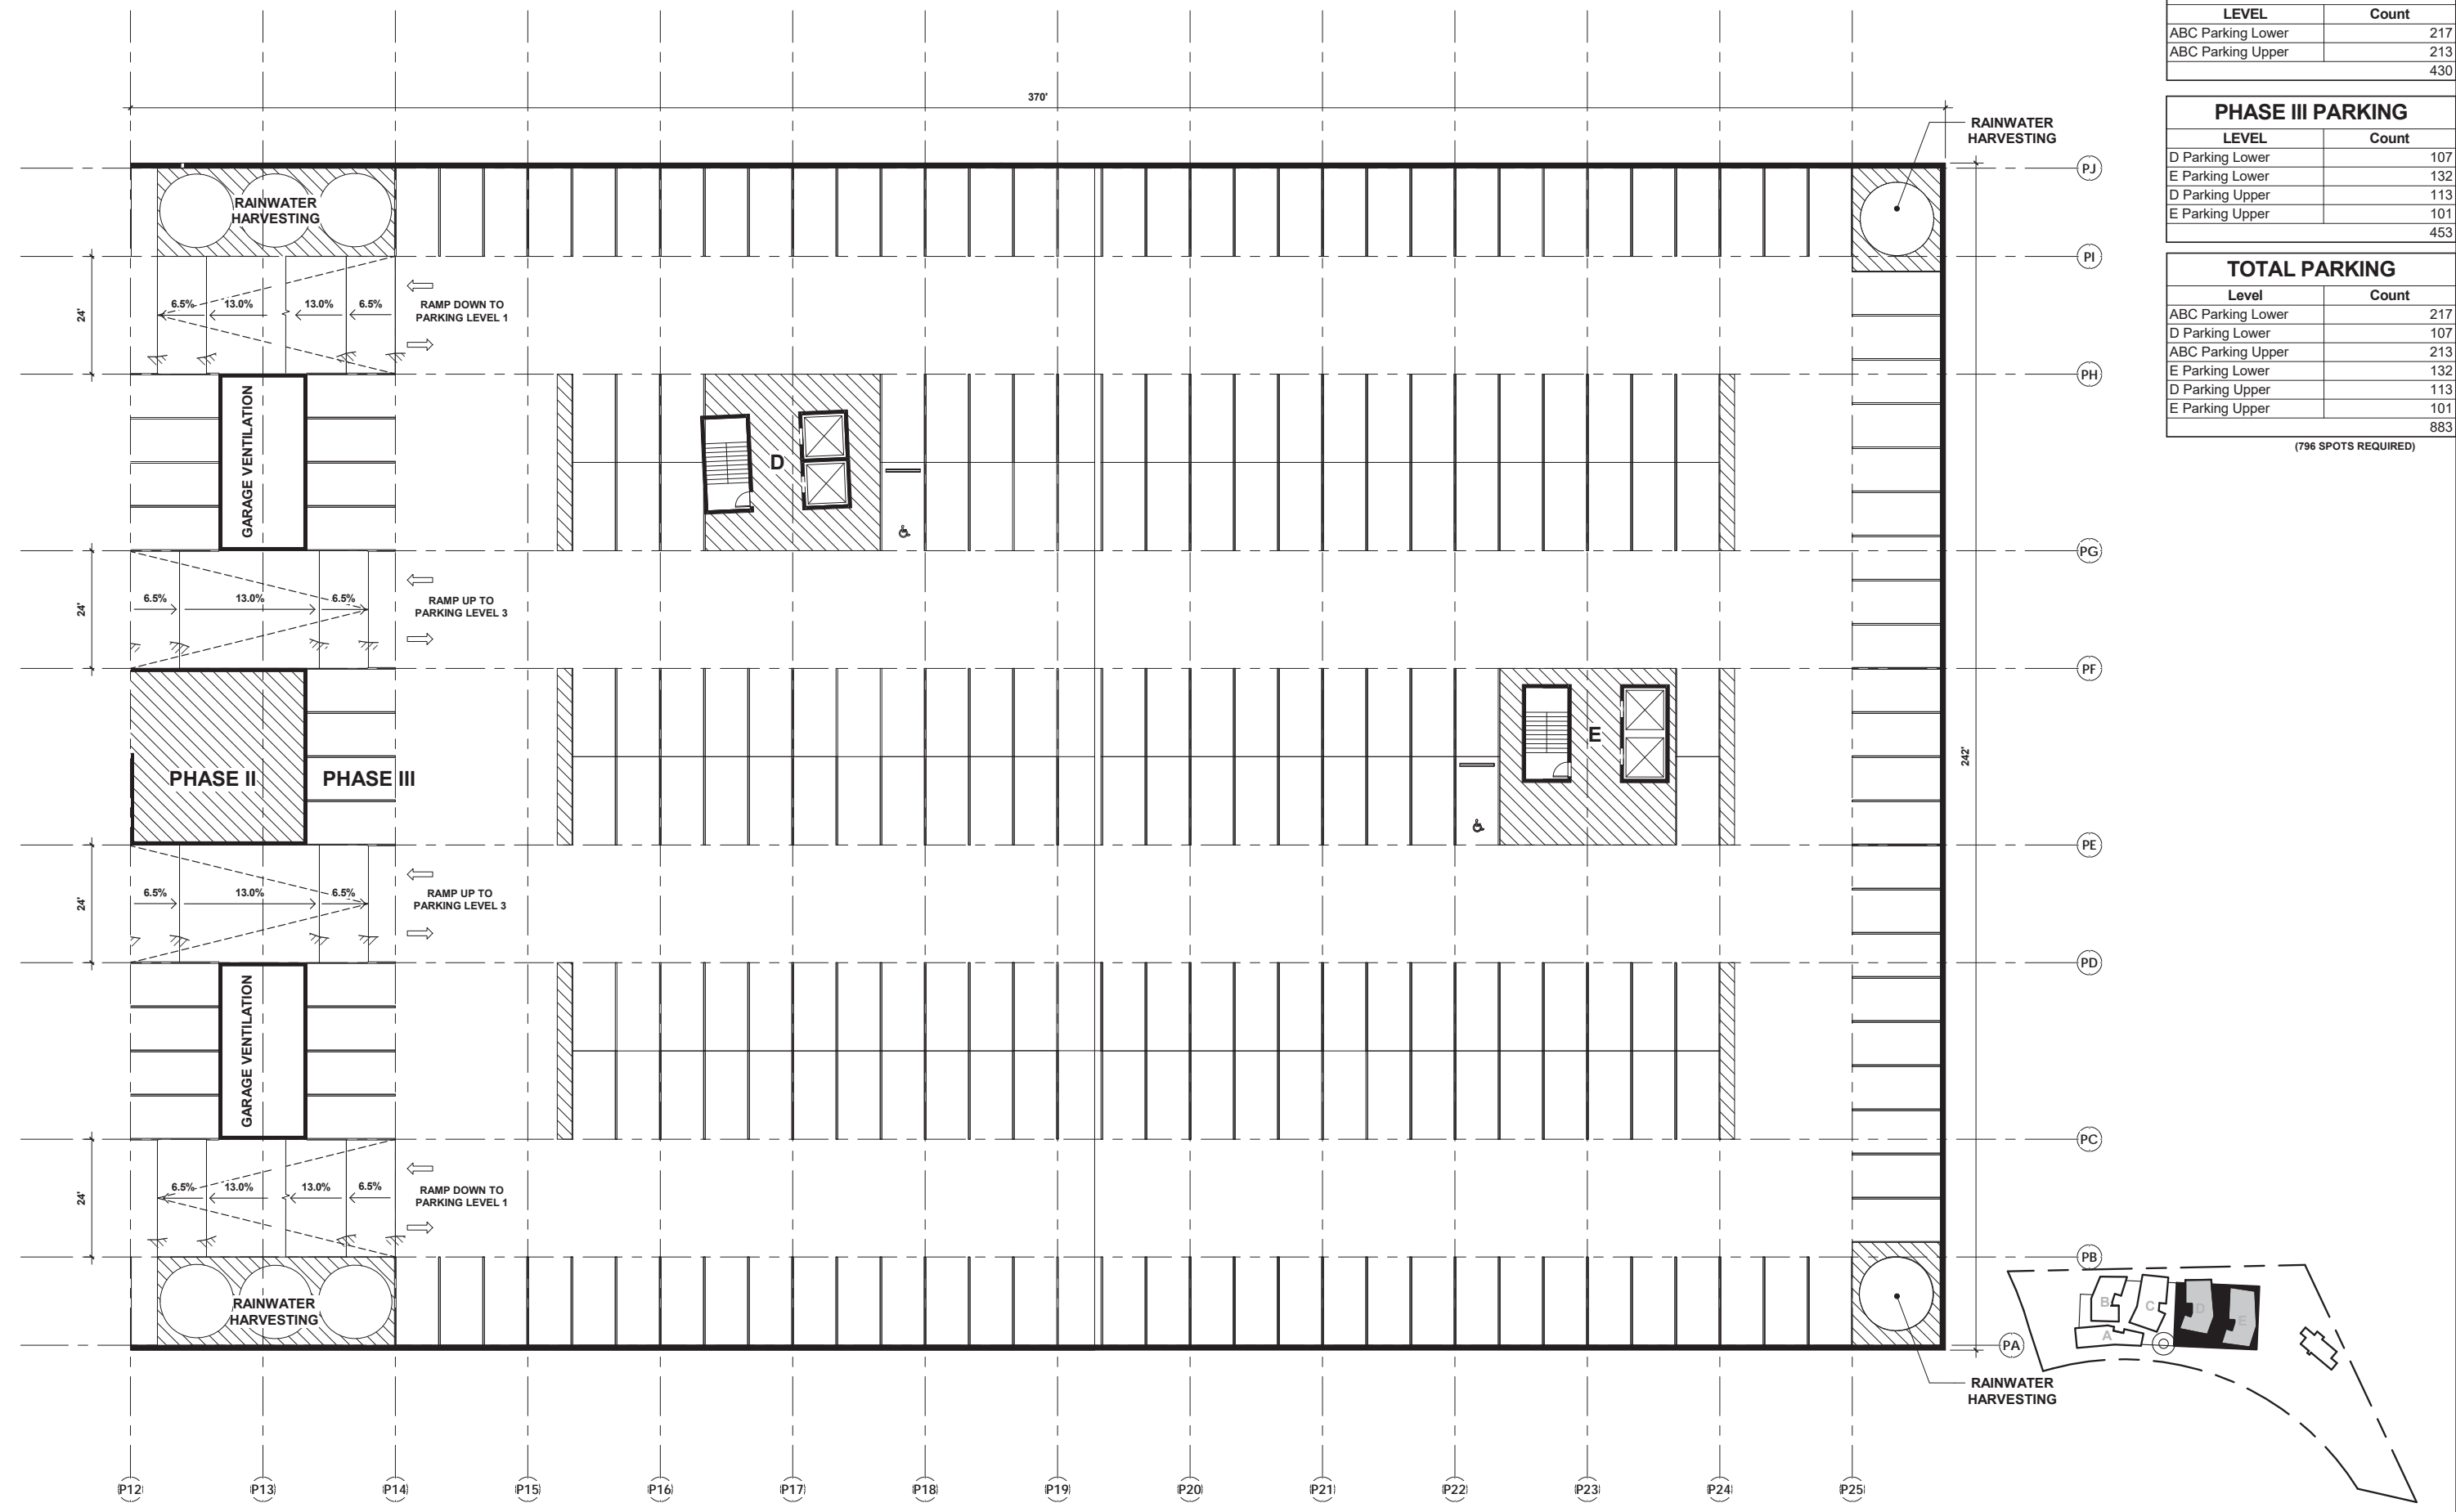 LEVEL Count
ABC Parking Lower 217
ABC Parking Upper 213
430
PHASE III PARKING
LEVEL Count
D Parking Lower 107
E Parking Lower 132
D Parking Upper 113
E Parking Upper 101
453
TOTAL PARKING
Level Count
ABC Parking Lower 217
D Parking Lower 107
ABC Parking Upper 213
E Parking Lower 132
D Parking Upper 113
E Parking Upper 101
883
(796 SPOTS REQUIRED)
370'
RAINWATER
HARVESTING
PJ
RAINWATER
HARVESTING
PI
24'
6.5% 13.0% 13.0% 6.5%
RAMP DOWN TO
PARKING LEVEL 1
PH
GARAGE VENTILATION
D
PG
24'
6.5% 13.0% 6.5%
RAMP UP TO
PARKING LEVEL 3
PF
E
242'
PHASE II PHASE III
PE
24'
6.5% 13.0% 6.5%
RAMP UP TO
PARKING LEVEL 3
PD
GARAGE VENTILATION
PC
24'
6.5% 13.0% 13.0% 6.5%
RAMP DOWN TO
PARKING LEVEL 1
PB
RAINWATER
HARVESTING
PA
RAINWATER
HARVESTING
B C D E
A
P12 P13 P14 P15 P16 P17 P18 P19 P20 P21 P22 P23 P24 P25